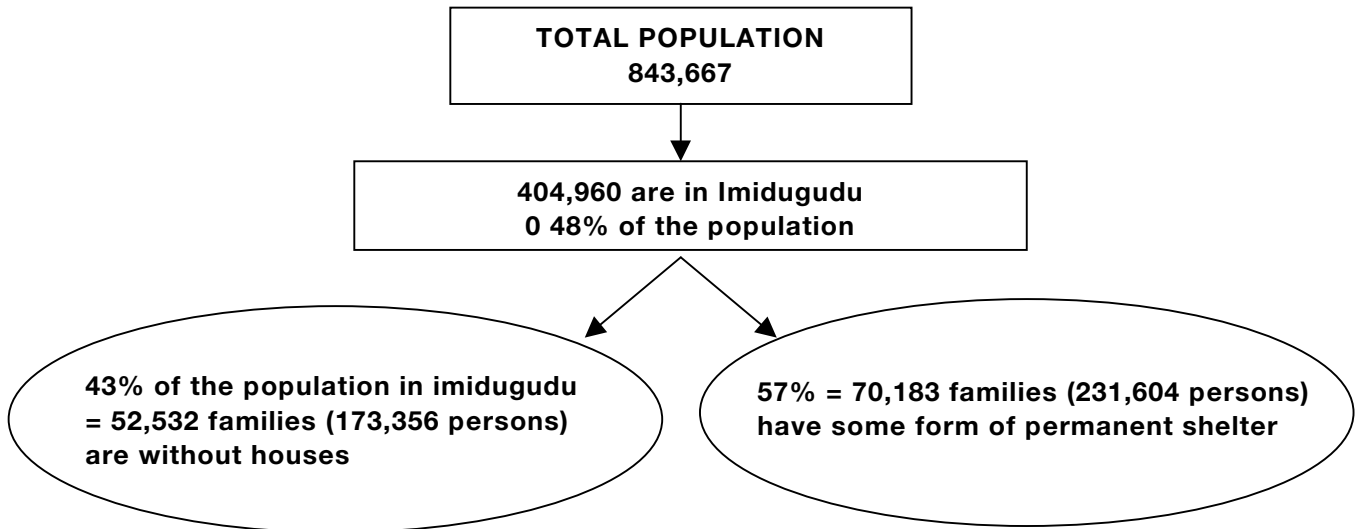 TOTAL POPULATION
843,667
404,960 are in Imidugudu
0 48% of the population
43% of the population in imidugudu
= 52,532 families (173,356 persons)
are without houses
57% = 70,183 families (231,604 persons)
have some form of permanent shelter